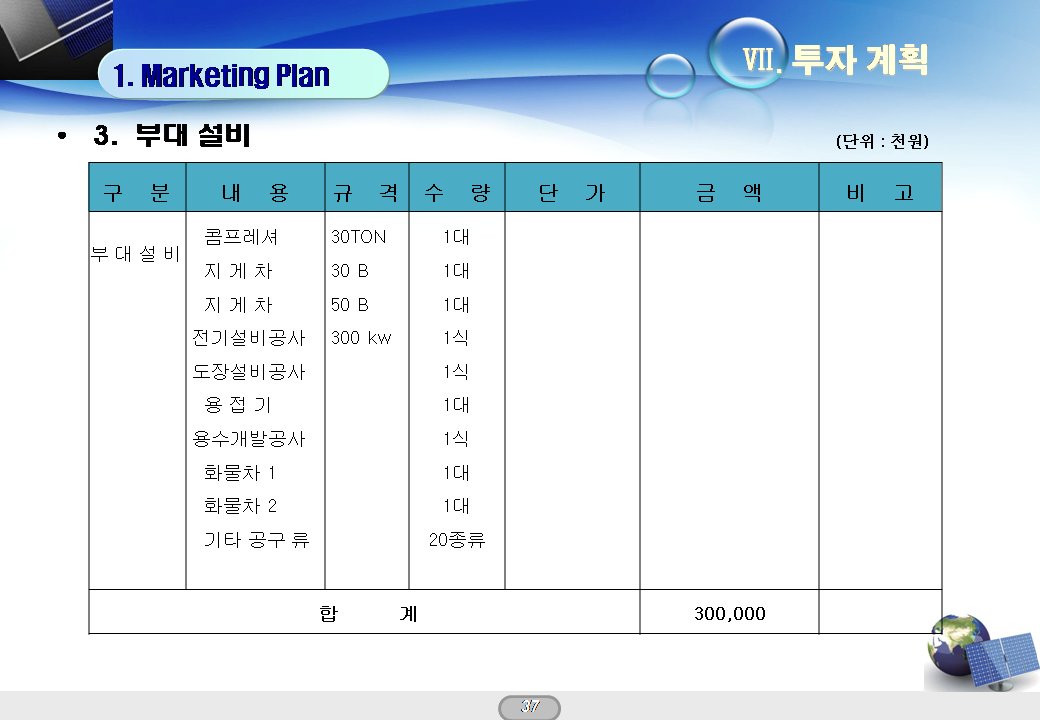 1. Marketing Plan
Ⅶ. 투자 계획
• 3. 부대 설비
(단위 : 천원)
구 분 내 용 규 격 수 량 단 가 금 액 비 고
부 대 설 비
콤프레셔 30TON 1대
지 게 차 30 B 1대
지 게 차 50 B 1대
전기설비공사 300 kw 1식
도장설비공사 1식
용 접 기 1대
용수개발공사 1식
화물차 1 1대
화물차 2 1대
기타 공구 류 20종류
합 계 300,000
37